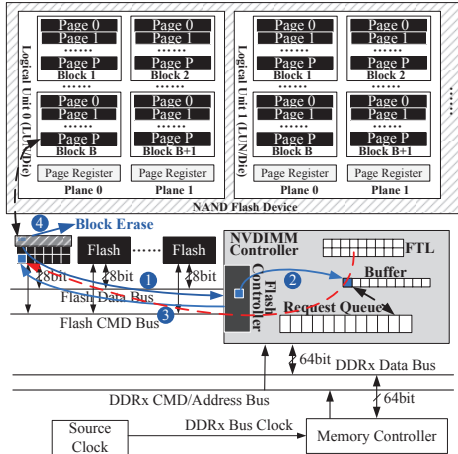 Logical Unit 0 (LUN/Die)
Page 0
Page 1
······
Page P
Block 1
······
Page 0
Page 1
······
Page P
Block B
Page Register
Plane 0
Page 0
Page 1
······
Page P
Block 2
······
Page 0
Page 1
······
Page P
Block B+1
Page Register
Plane 1
Logical Unit 1 (LUN/Die)
Page 0
Page 1
······
Page P
Block 1
······
Page 0
Page 1
······
Page P
Block B
Page Register
Plane 0
Page 0
Page 1
······
Page P
Block 2
······
Page 0
Page 1
······
Page P
Block B+1
Page Register
Plane 1
······
NAND Flash Device
4
Block Erase
Flash
······
Flash
8bit
8bit
8bit
1
Flash Data Bus
3
Flash CMD Bus
NVDIMM
Controller
FTL
2
Buffer
Flash
Controller
Request Queue
64bit
DDRx Data Bus
DDRx CMD/Address Bus
64bit
Source
Clock
DDRx Bus Clock
Memory Controller